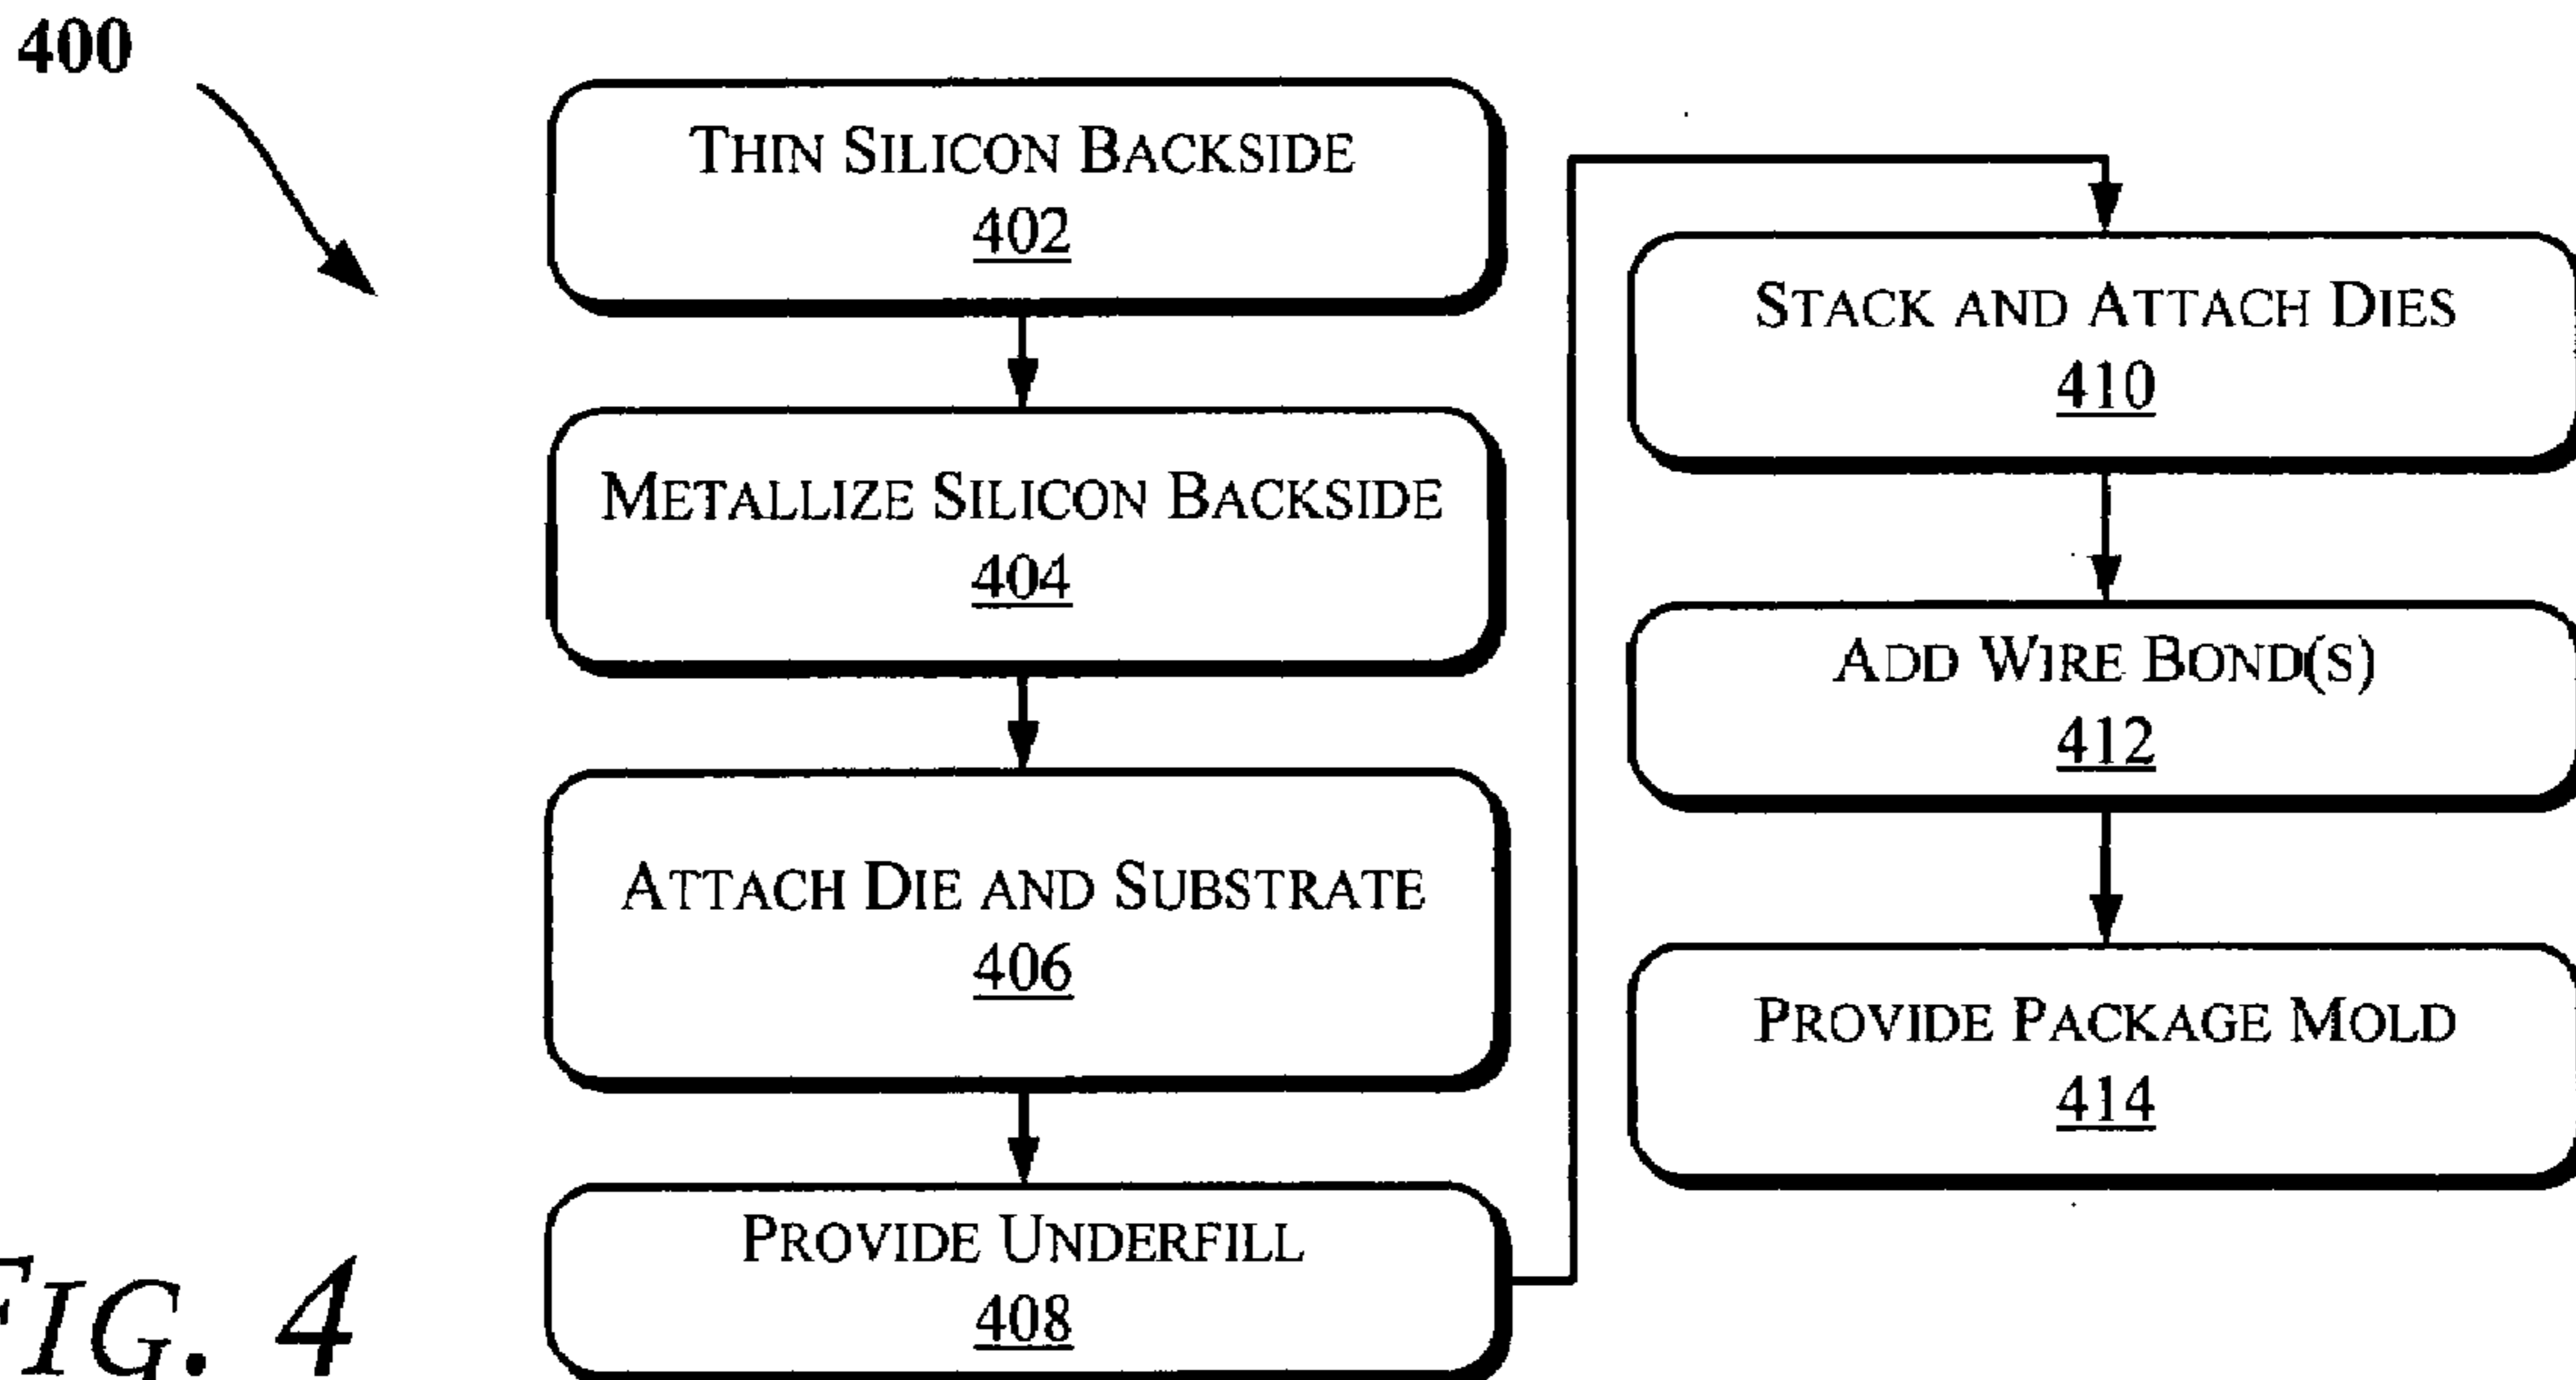 400
THIN SILICON BACKSIDE
402
METALLIZE SILICON BACKSIDE
404
ATTACH DIE AND SUBSTRATE
406
PROVIDE UNDERFILL
408
STACK AND ATTACH DIES
410
ADD WIRE BOND(S)
412
PROVIDE PACKAGE MOLD
414
FIG. 4